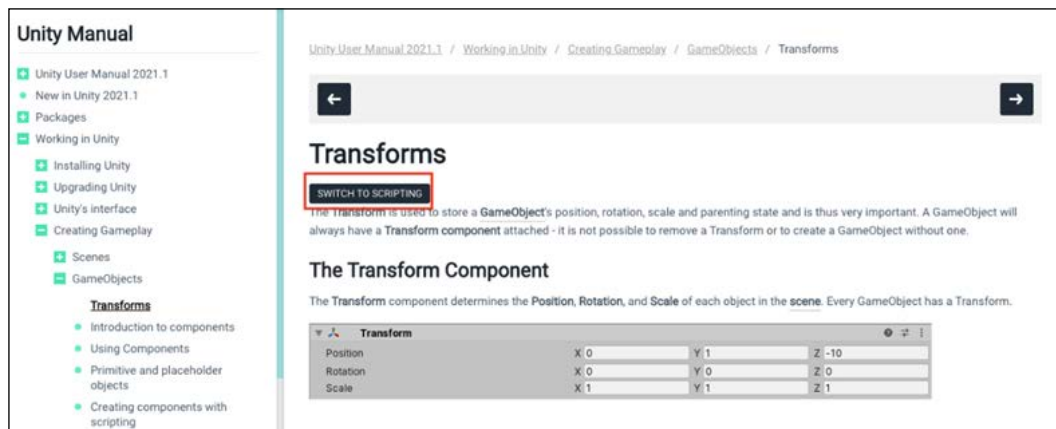 Unity Manual
Unity User Manual 2021.1
New in Unity 2021.1
Packages
Working in Unity
Installing Unity
Upgrading Unity
Unity's interface
Creating Gameplay
Scenes
GameObjects
Transforms
Introduction to components
Using Components
Primitive and placeholder
objects
Creating components with
scripting
Unity User Manual 2021.1 / Working in Unity / Creating Gameplay / GameObjects / Transforms
Transforms
SWITCH TO SCRIPTING
The Transform is used to store a GameObject's position, rotation, scale and parenting state and is thus very important. A GameObject will
always have a Transform component attached - it is not possible to remove a Transform or to create a GameObject without one.
The Transform Component
The Transform component determines the Position, Rotation, and Scale of each object in the scene. Every GameObject has a Transform.
Transform
Position X 0 Y 1 Z -10
Rotation X 0 Y 0 Z 0
Scale X 1 Y 1 Z 1